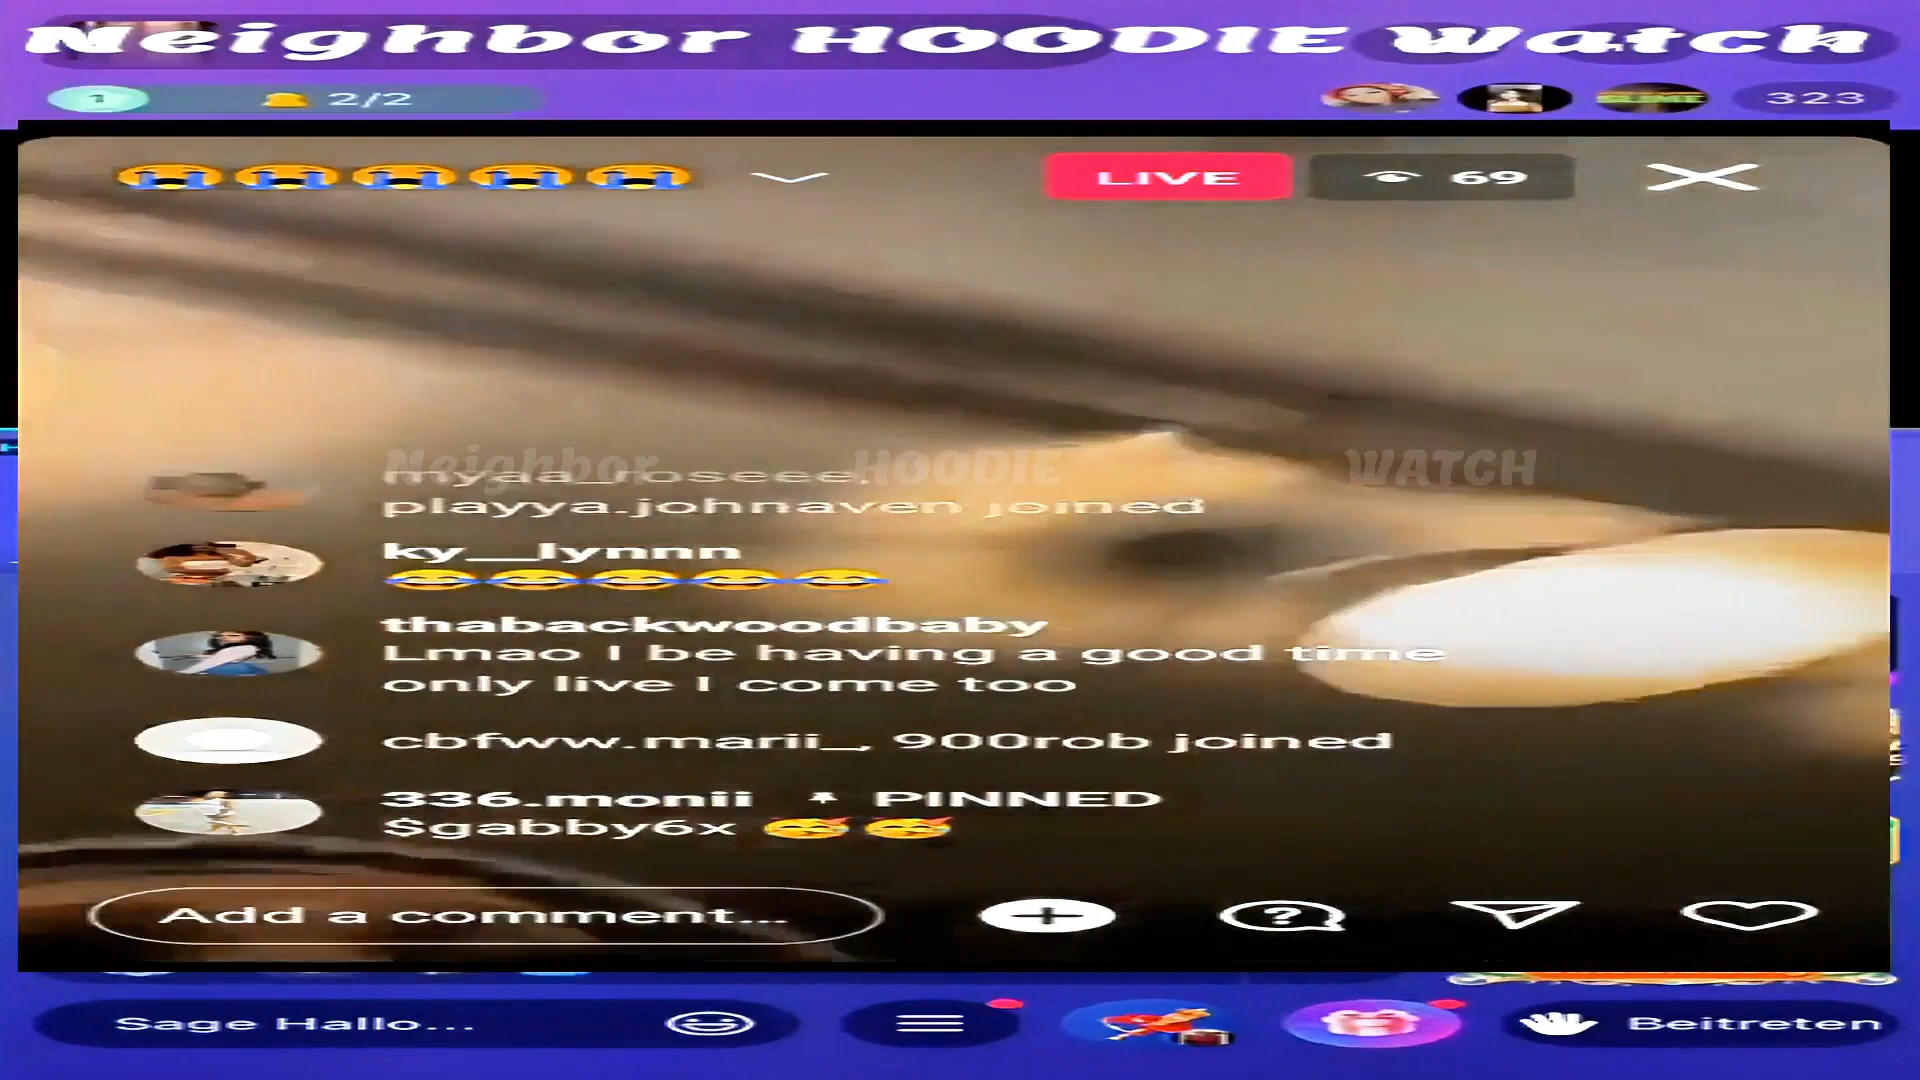 Neighbor HOODIE Watch
1
2/2
323
😭😭😭😭😭
LIVE
69
Neighbor HOODIE WATCH
myaa_roseee,
playya.johnaven joined
ky__lynnn
😂😂😂😂😂
thabackwoodbaby
Lmao I be having a good time
only live I come too
cbfww.marii_, 900rob joined
336.monii PINNED
$gabby6x 🥳🥳
Add a comment...
Sage Hallo...
Beitreten